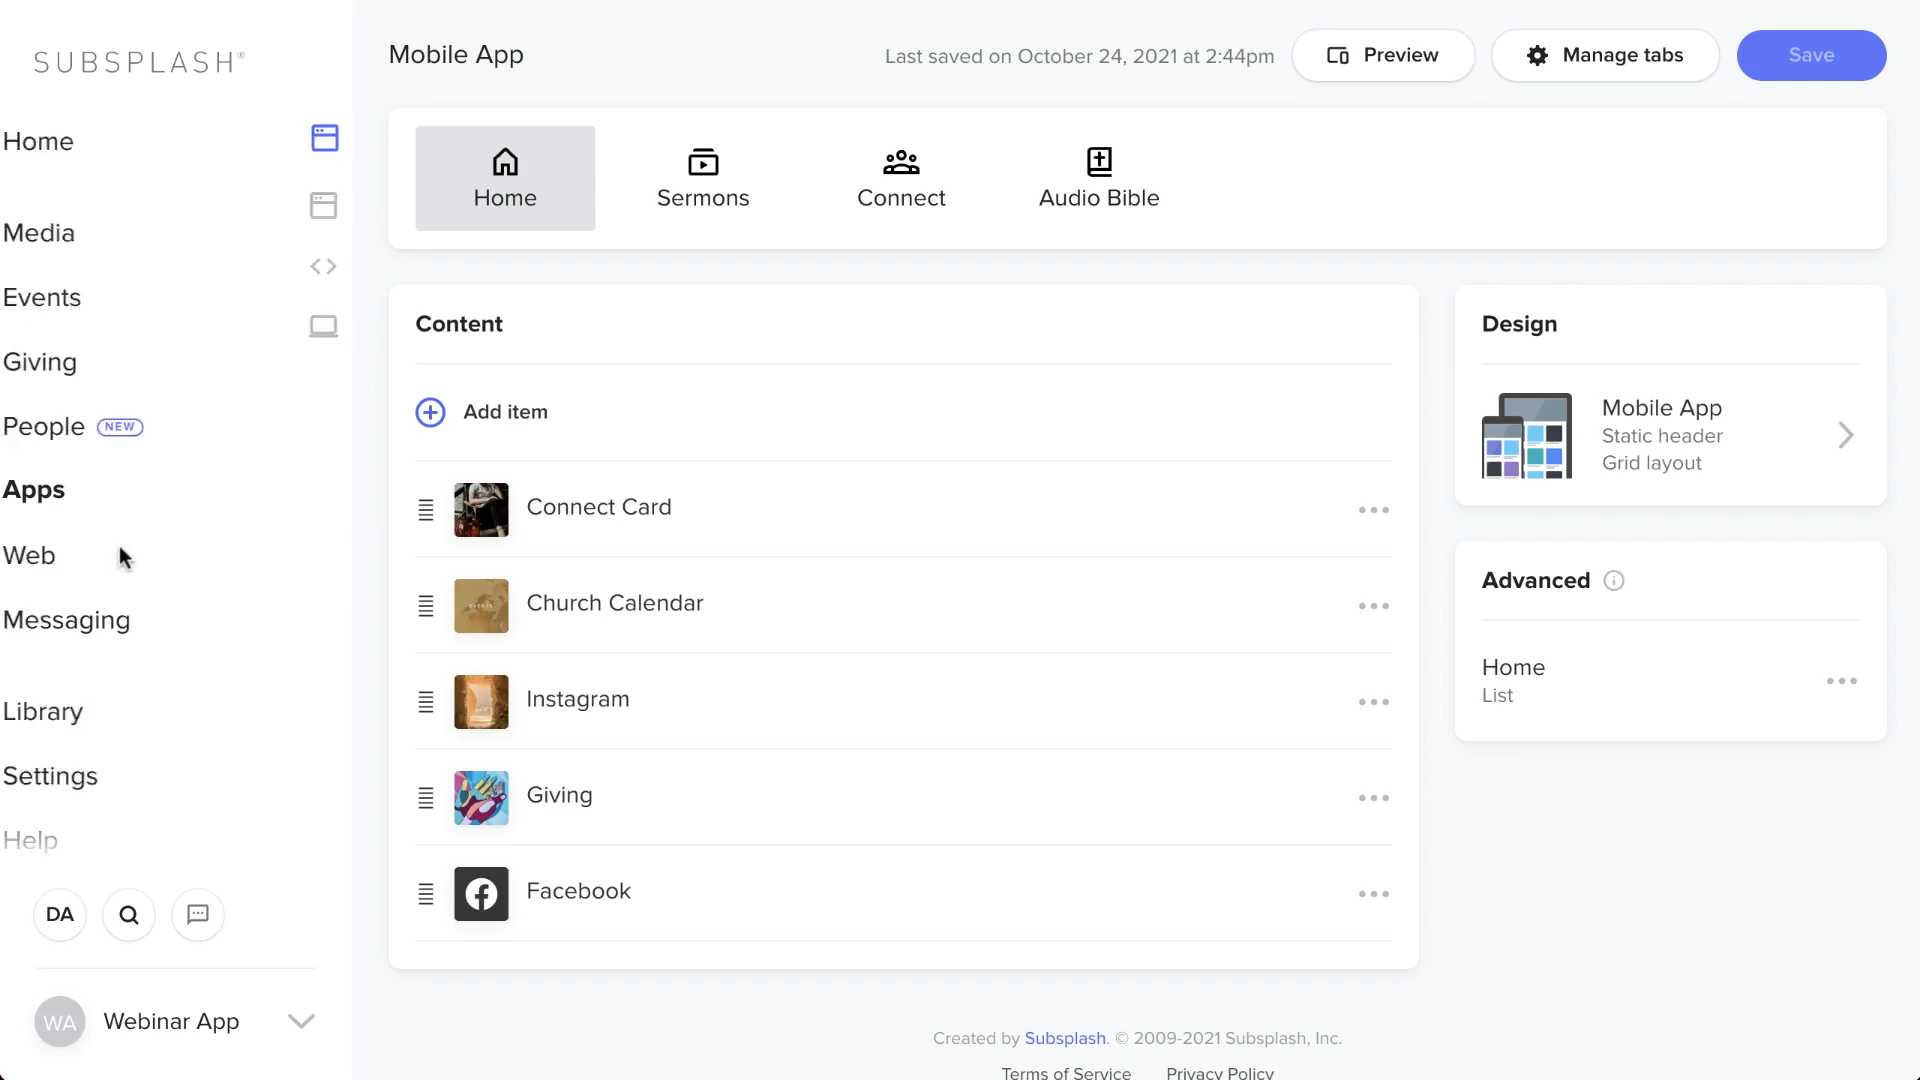 SUBSPLASH®
Home
Media
Events
Giving
People NEW
Apps
Web
Messaging
Library
Settings
Help
DA
WA Webinar App
Mobile App
Last saved on October 24, 2021 at 2:44pm
Preview
Manage tabs
Save
Home
Sermons
Connect
Audio Bible
Content
Add item
Connect Card
EVENTS
Church Calendar
Instagram
Giving
Facebook
Design
Mobile App
Static header
Grid layout
Advanced
Home
List
Created by Subsplash. © 2009-2021 Subsplash, Inc.
Terms of Service Privacy Policy